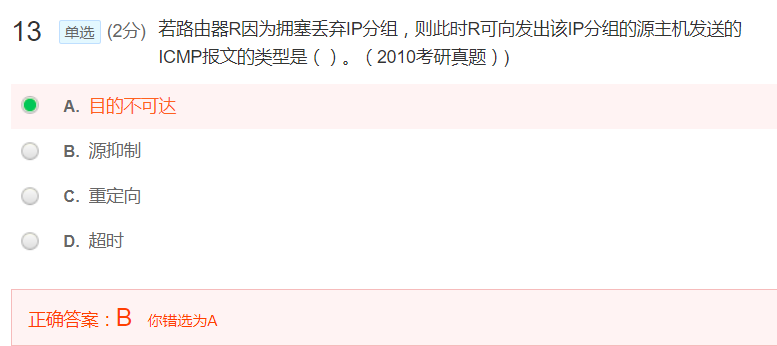 13 单选 (2分) 若路由器R因为拥塞丢弃IP分组，则此时R可向发出该IP分组的源主机发送的
ICMP报文的类型是 ( ) 。（ 2010考研真题 ）)
A. 目的不可达
B. 源抑制
C. 重定向
D. 超时
正确答案：B 你错选为A